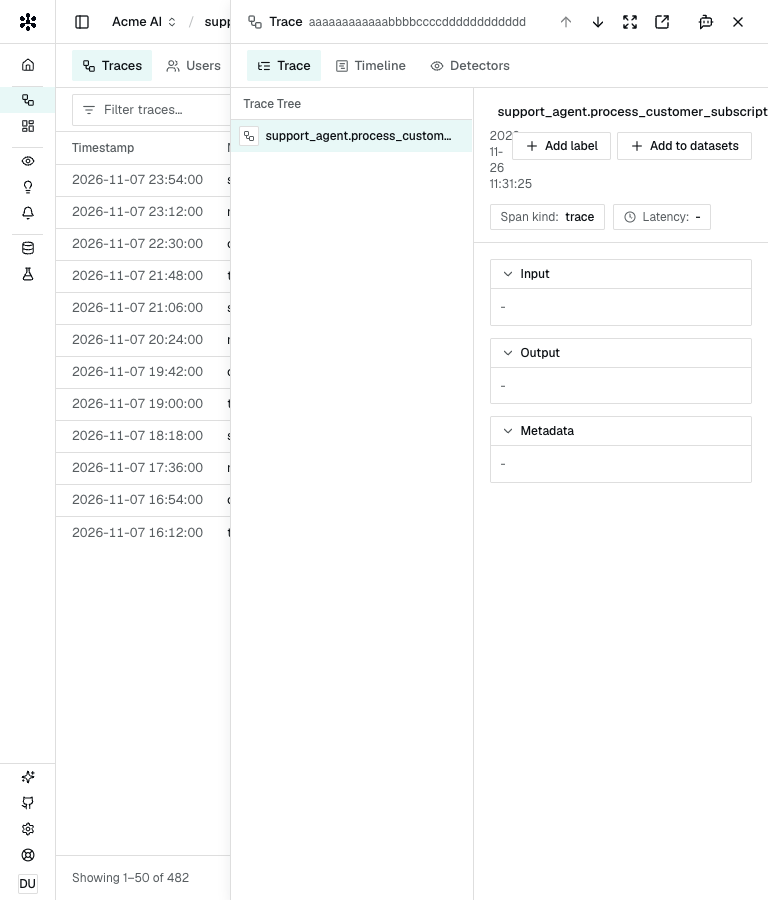 Acme AI / supp
Trace aaaaaaaaaaaabbbbccccdddddddddddd
Traces
Users
Trace
Timeline
Detectors
Filter traces...
Trace Tree
support_agent.process_custom...
Timestamp
2026-11-07 23:54:00
2026-11-07 23:12:00
2026-11-07 22:30:00
2026-11-07 21:48:00
2026-11-07 21:06:00
2026-11-07 20:24:00
2026-11-07 19:42:00
2026-11-07 19:00:00
2026-11-07 18:18:00
2026-11-07 17:36:00
2026-11-07 16:54:00
2026-11-07 16:12:00
Showing 1–50 of 482
DU
support_agent.process_customer_subscript
11-
26
11:31:25
Add label
Add to datasets
Span kind: trace
Latency: -
Input
-
Output
-
Metadata
-